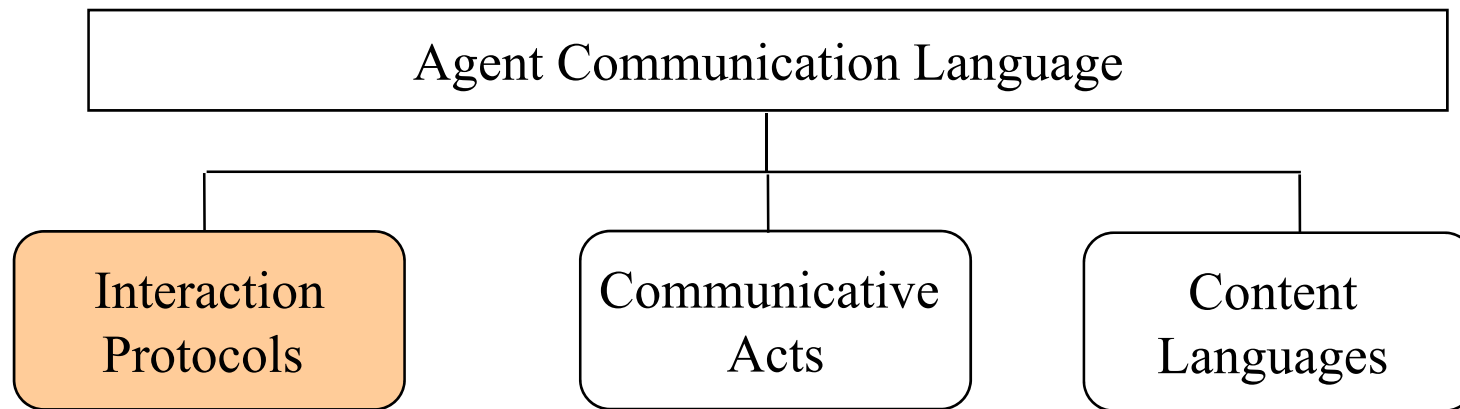 Agent Communication Language
Interaction
Protocols
Communicative
Acts
Content
Languages